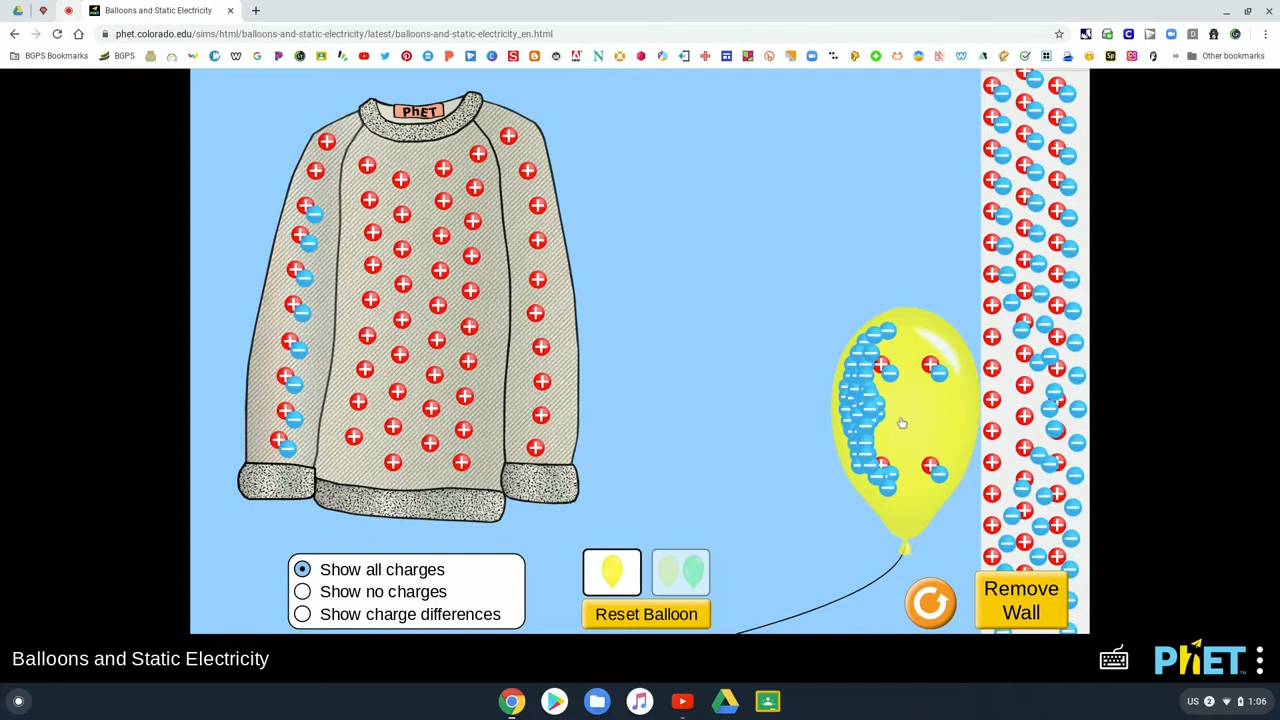 Balloons and Static Electricity
phet.colorado.edu/sims/html/balloons-and-static-electricity/latest/balloons-and-static-electricity_en.html
BGPS Bookmarks
BGPS
Other bookmarks
PhET
Show all charges
Show no charges
Show charge differences
Reset Balloon
Remove
Wall
Balloons and Static Electricity
PhET
US 2 1:06